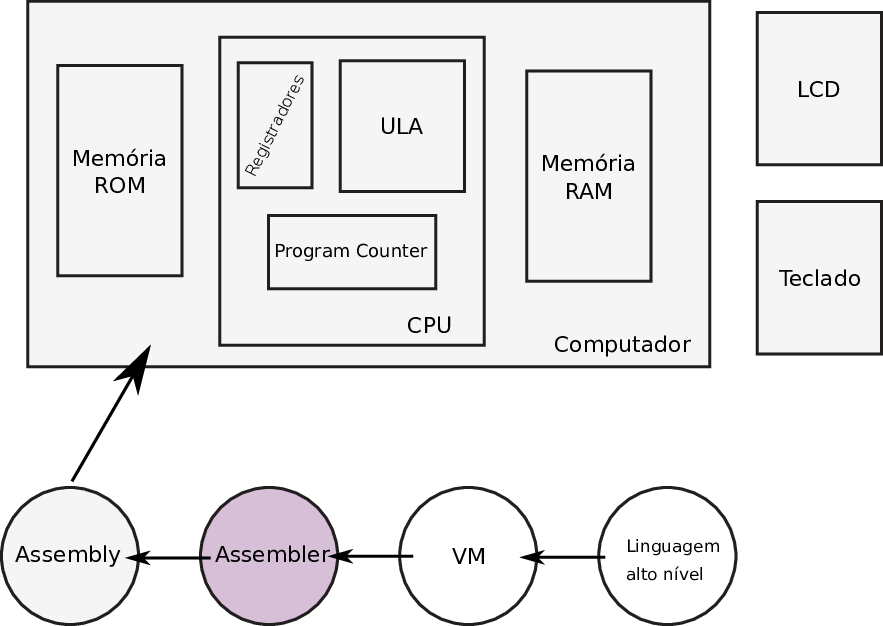 Memória
ROM
Registradores
ULA
Program Counter
CPU
Memória
RAM
Computador
LCD
Teclado
Assembly
Assembler
VM
Linguagem
alto nível